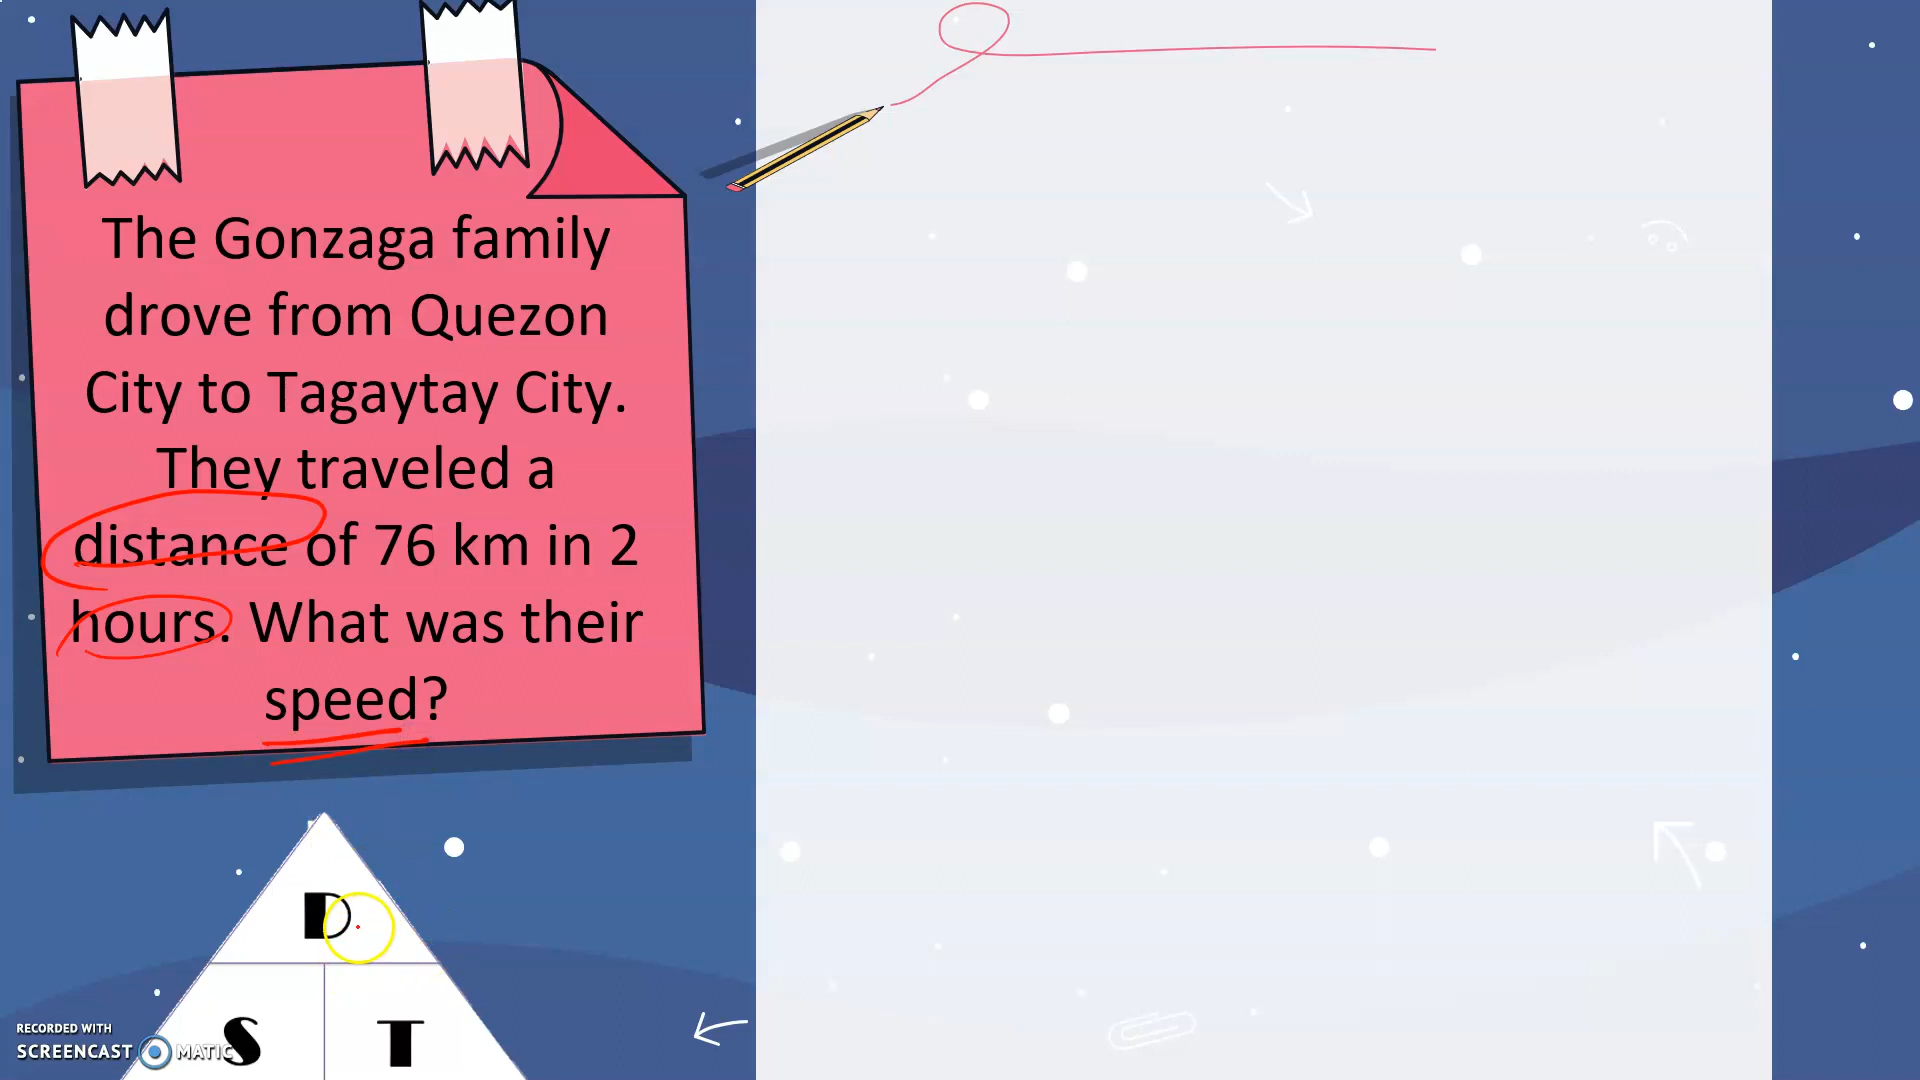 The Gonzaga family
drove from Quezon
City to Tagaytay City.
They traveled a
distance of 76 km in 2
hours. What was their
speed?
D
S T
RECORDED WITH
SCREENCAST MATIC